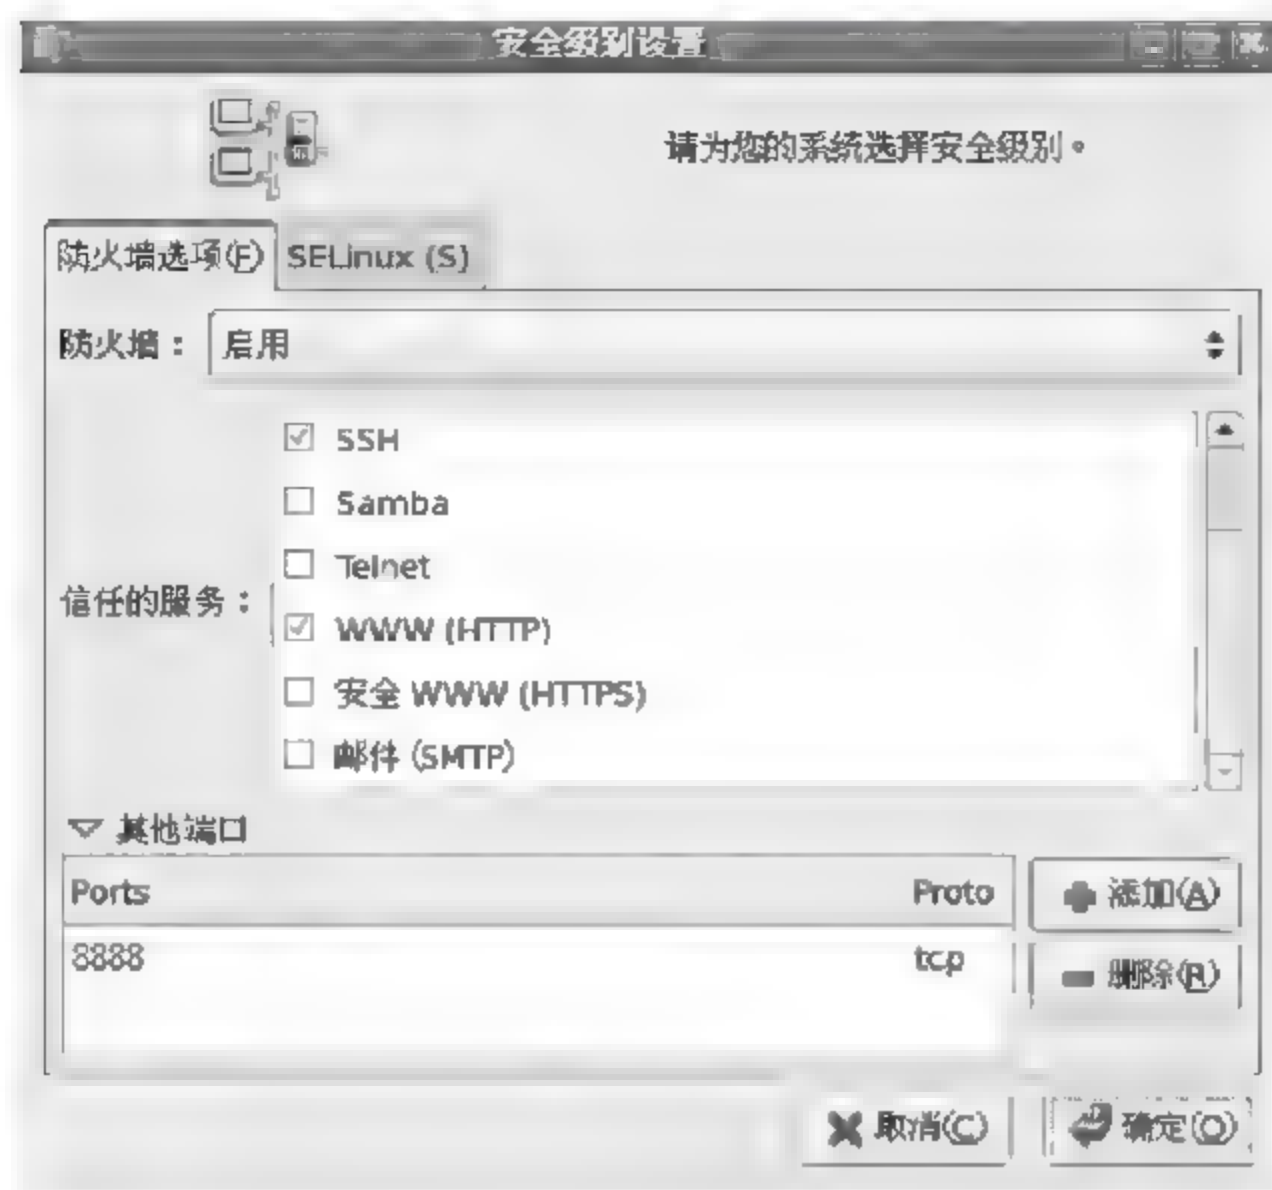 安全级别设置
请为您的系统选择安全级别。
防火墙选项(F) SELinux (S)
防火墙： 启用
SSH
Samba
Telnet
信任的服务：
WWW (HTTP)
安全 WWW (HTTPS)
邮件 (SMTP)
其他端口
Ports Proto 添加(A)
8888 tcp 删除(R)
取消(C) 确定(O)